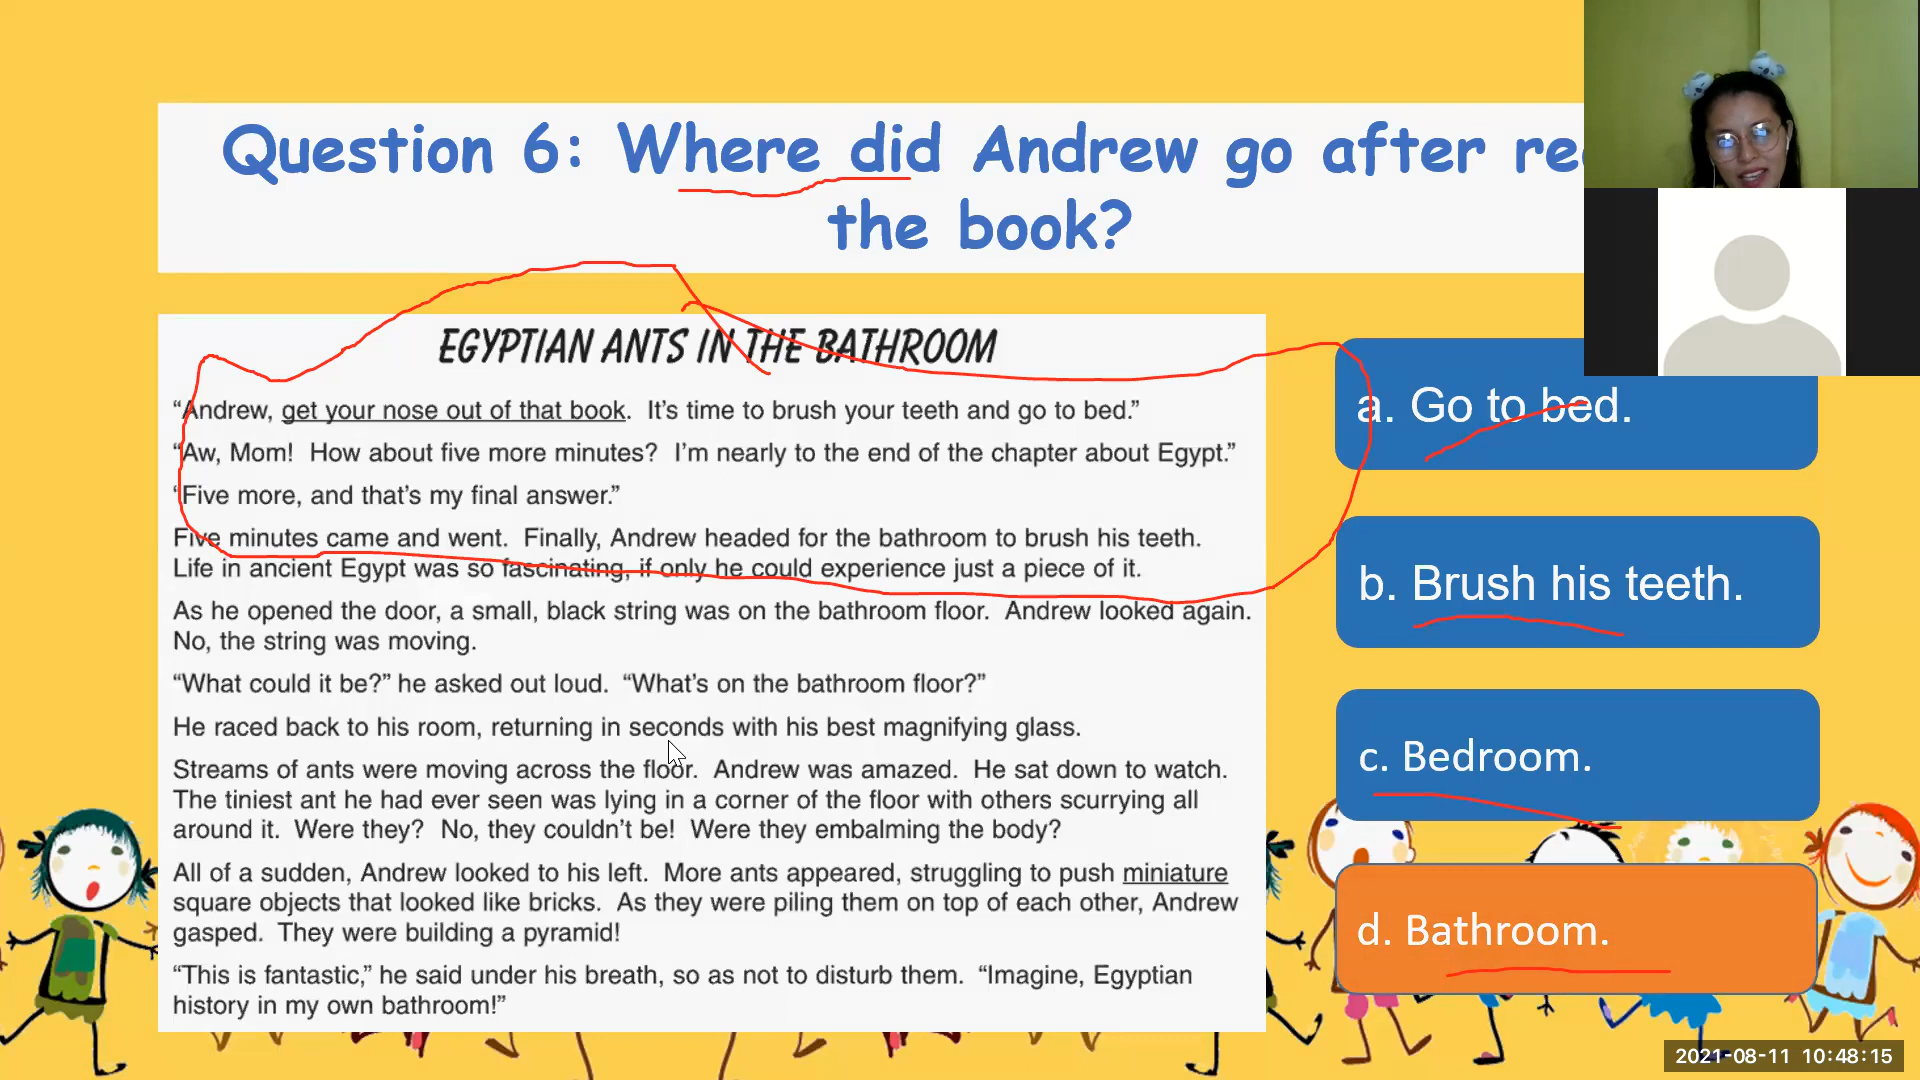 Question 6: Where did Andrew go after
the book?
EGYPTIAN ANTS IN THE BATHROOM
“Andrew, get your nose out of that book. It’s time to brush your teeth and go to bed.”
“Aw, Mom! How about five more minutes? I’m nearly to the end of the chapter about Egypt.”
“Five more, and that’s my final answer.”
Five minutes came and went. Finally, Andrew headed for the bathroom to brush his teeth.
Life in ancient Egypt was so fascinating, if only he could experience just a piece of it.
As he opened the door, a small, black string was on the bathroom floor. Andrew looked again.
No, the string was moving.
“What could it be?” he asked out loud. “What’s on the bathroom floor?”
He raced back to his room, returning in seconds with his best magnifying glass.
Streams of ants were moving across the floor. Andrew was amazed. He sat down to watch.
The tiniest ant he had ever seen was lying in a corner of the floor with others scurrying all
around it. Were they? No, they couldn’t be! Were they embalming the body?
All of a sudden, Andrew looked to his left. More ants appeared, struggling to push miniature
square objects that looked like bricks. As they were piling them on top of each other, Andrew
gasped. They were building a pyramid!
“This is fantastic,” he said under his breath, so as not to disturb them. “Imagine, Egyptian
history in my own bathroom!”
a. Go to bed.
b. Brush his teeth.
c. Bedroom.
d. Bathroom.
2021-08-11 10:48:15